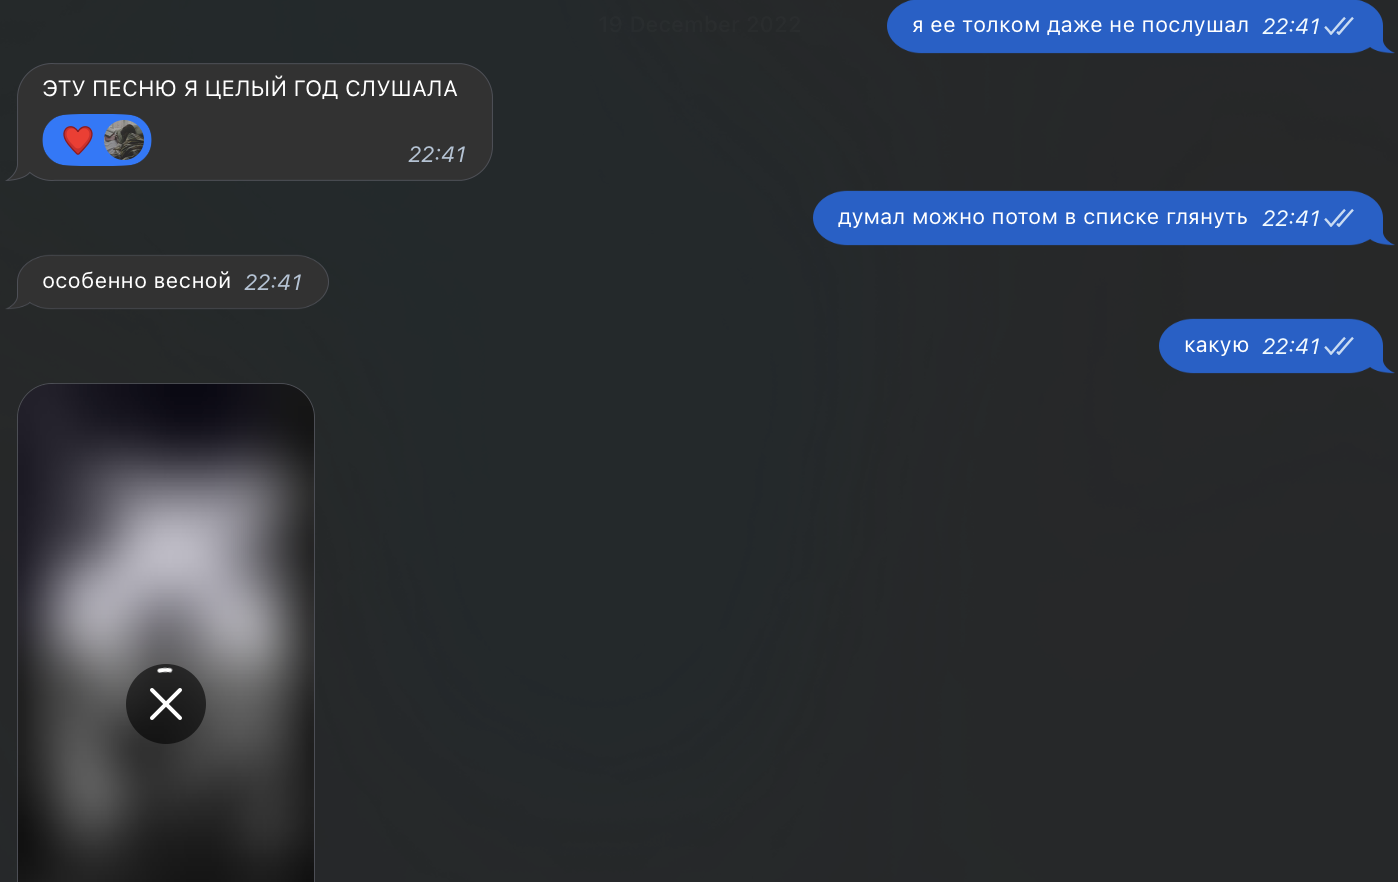 19 December 2022
я ее толком даже не послушал 22:41
ЭТУ ПЕСНЮ Я ЦЕЛЫЙ ГОД СЛУШАЛА
22:41
думал можно потом в списке глянуть 22:41
особенно весной 22:41
какую 22:41